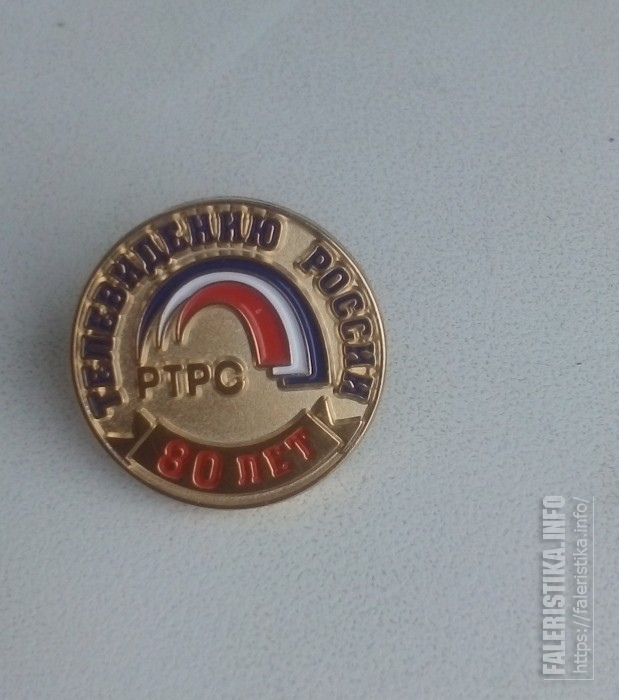 ТЕЛЕВИДЕНИЮ РОССИИ
РТРС
80 ЛЕТ
FALERISTIKA.INFO
https://faleristika.info/